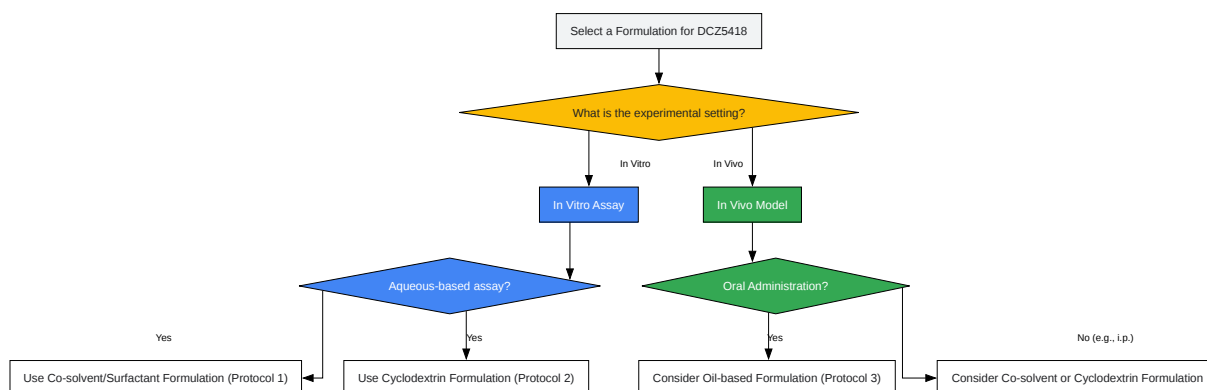 Select a Formulation for DCZ5418
What is the experimental setting?
In Vitro
In Vivo
In Vitro Assay
In Vivo Model
Aqueous-based assay?
Oral Administration?
Yes
Yes
Yes
No (e.g., i.p.)
Use Co-solvent/Surfactant Formulation (Protocol 1)
Use Cyclodextrin Formulation (Protocol 2)
Consider Oil-based Formulation (Protocol 3)
Consider Co-solvent or Cyclodextrin Formulation